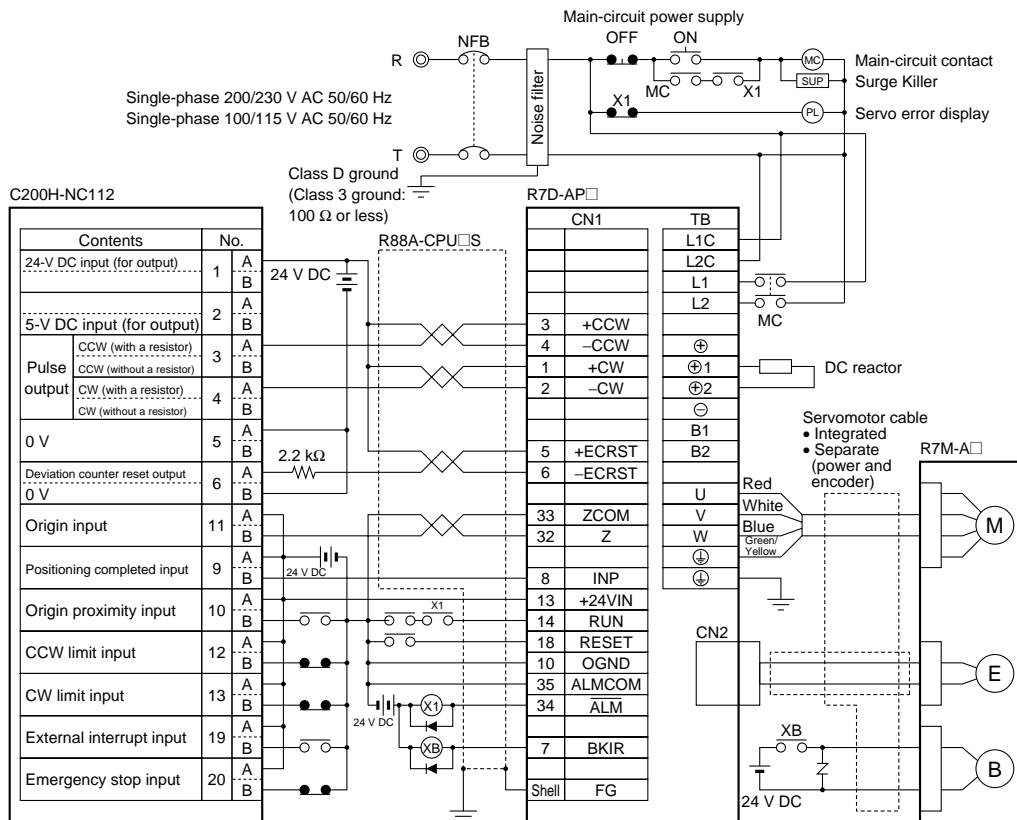 Main-circuit power supply
OFF ON
NFB
R
MC Main-circuit contact
SUP Surge Killer
MC X1
X1
PL Servo error display
Noise filter
Single-phase 200/230 V AC 50/60 Hz
Single-phase 100/115 V AC 50/60 Hz
T
Class D ground
(Class 3 ground:
100 Ω or less)
C200H-NC112
R7D-AP□
R88A-CPU□S
Contents No.
24-V DC input (for output) 1 A
B
5-V DC input (for output) 2 A
B
Pulse output
CCW (with a resistor) 3 A
CCW (without a resistor) B
CW (with a resistor) 4 A
CW (without a resistor) B
0 V 5 A
B
Deviation counter reset output 6 A
0 V B
Origin input 11 A
B
Positioning completed input 9 A
B
Origin proximity input 10 A
B
CCW limit input 12 A
B
CW limit input 13 A
B
External interrupt input 19 A
B
Emergency stop input 20 A
B
24 V DC
2.2 kΩ
24 V DC
X1
24 V DC
X1
XB
CN1
3 +CCW
4 −CCW
1 +CW
2 −CW
5 +ECRST
6 −ECRST
33 ZCOM
32 Z
8 INP
13 +24VIN
14 RUN
18 RESET
10 OGND
35 ALMCOM
34 ALM
7 BKIR
Shell FG
TB
L1C
L2C
L1
L2
MC
⊕
⊕1
⊕2
DC reactor
⊖
B1
B2
U
V
W
Red
White
Blue
Green/
Yellow
Servomotor cable
• Integrated
• Separate
(power and
encoder)
R7M-A□
M
CN2
E
XB
24 V DC
B